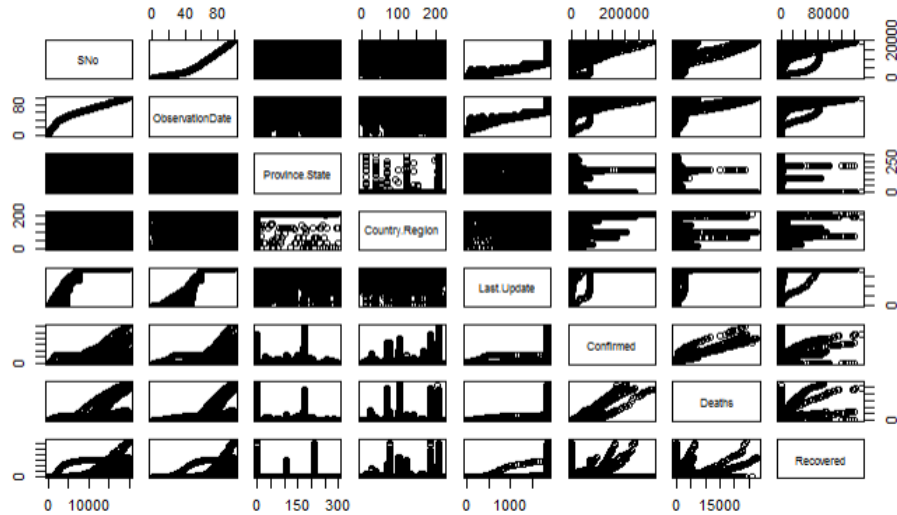 0 40 80
0 100 200
0 200000
0 80000
SNo
0 20000
0 80
ObservationDate
Province.State
0 250
0 200
Country.Region
Last.Update
0
0
Confirmed
Deaths
0
0
Recovered
0 10000
0 150 300
0 1000
0 15000